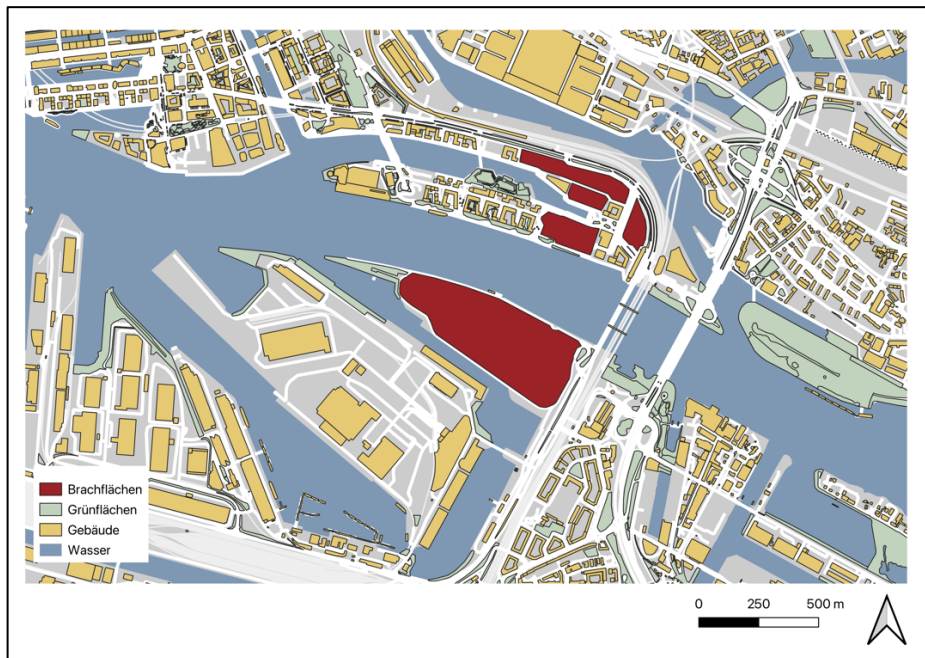 Brachflächen
Grünflächen
Gebäude
Wasser
0 250 500 m